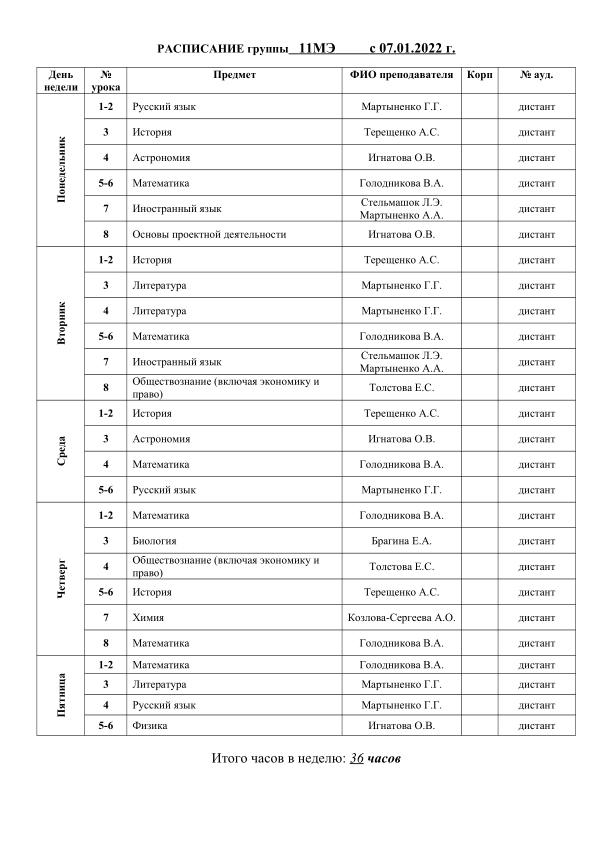 РАСПИСАНИЕ группы 11МЭ с 07.01.2022 г.
День недели № урока Предмет ФИО преподавателя Корп № ауд.
Понедельник
1-2 Русский язык Мартыненко Г.Г. дистант
3 История Терещенко А.С. дистант
4 Астрономия Игнатова О.В. дистант
5-6 Математика Голодникова В.А. дистант
7 Иностранный язык Стельмашок Л.Э. Мартыненко А.А. дистант
8 Основы проектной деятельности Игнатова О.В. дистант
Вторник
1-2 История Терещенко А.С. дистант
3 Литература Мартыненко Г.Г. дистант
4 Литература Мартыненко Г.Г. дистант
5-6 Математика Голодникова В.А. дистант
7 Иностранный язык Стельмашок Л.Э. Мартыненко А.А. дистант
8 Обществознание (включая экономику и право) Толстова Е.С. дистант
Среда
1-2 История Терещенко А.С. дистант
3 Астрономия Игнатова О.В. дистант
4 Математика Голодникова В.А. дистант
5-6 Русский язык Мартыненко Г.Г. дистант
Четверг
1-2 Математика Голодникова В.А. дистант
3 Биология Брагина Е.А. дистант
4 Обществознание (включая экономику и право) Толстова Е.С. дистант
5-6 История Терещенко А.С. дистант
7 Химия Козлова-Сергеева А.О. дистант
8 Математика Голодникова В.А. дистант
Пятница
1-2 Математика Голодникова В.А. дистант
3 Литература Мартыненко Г.Г. дистант
4 Русский язык Мартыненко Г.Г. дистант
5-6 Физика Игнатова О.В. дистант
Итого часов в неделю: 36 часов